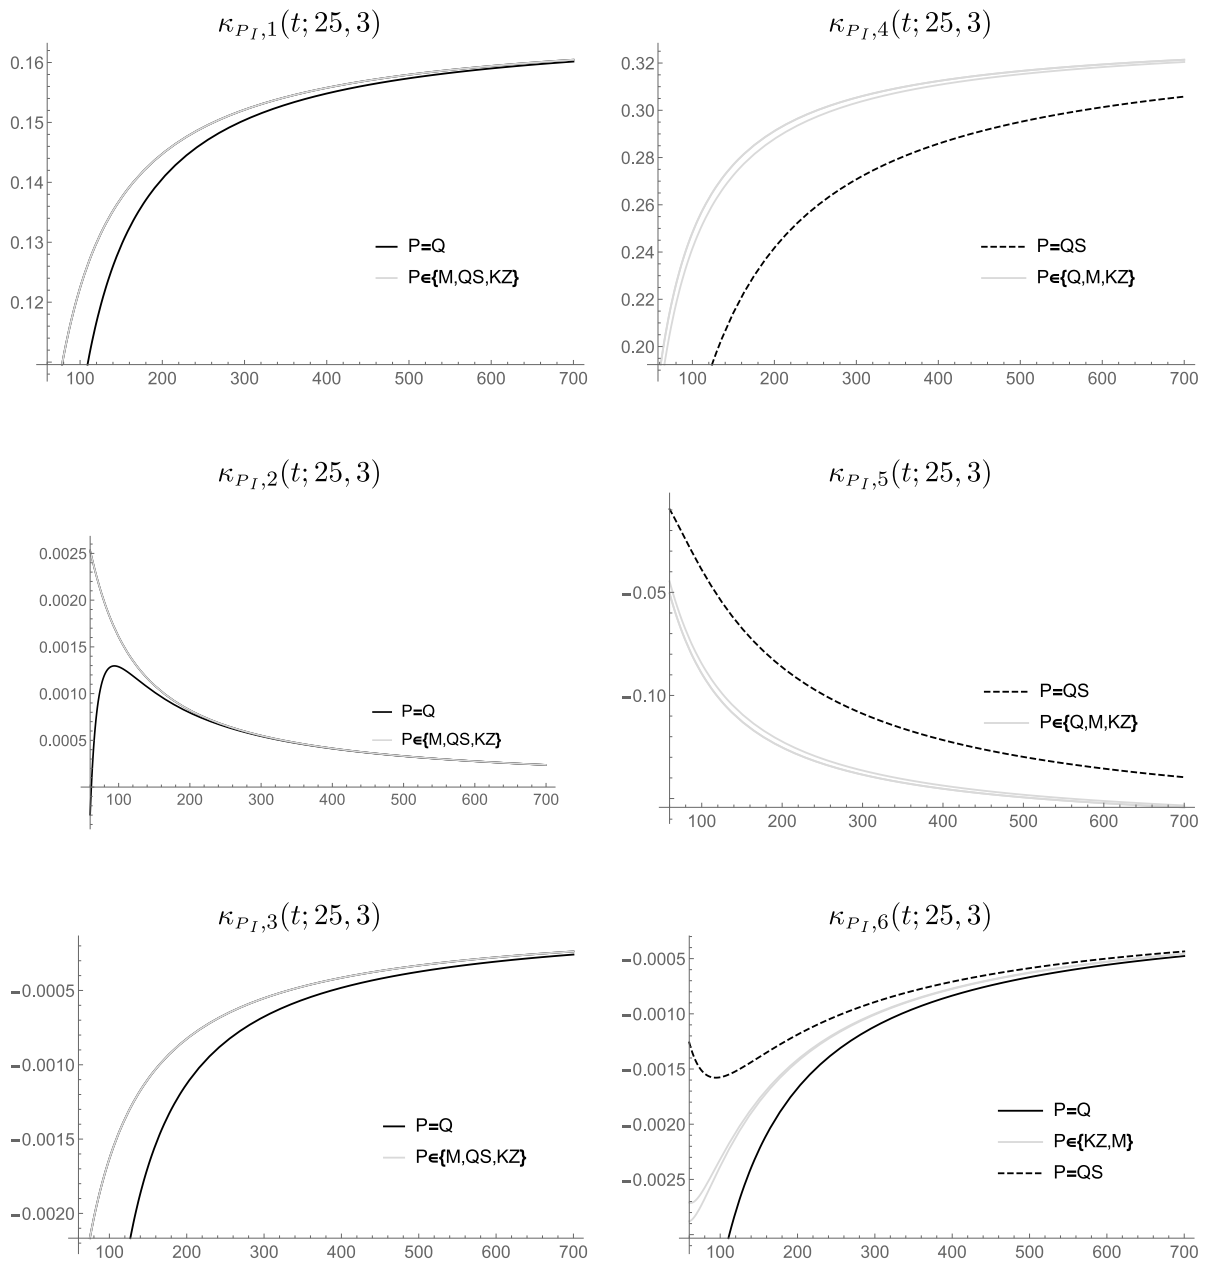 κ_{P_I,1}(t; 25, 3)
0.16
0.15
0.14
0.13
0.12
100 200 300 400 500 600 700
P=Q
P∈{M,QS,KZ}
κ_{P_I,4}(t; 25, 3)
0.32
0.30
0.28
0.26
0.24
0.22
0.20
100 200 300 400 500 600 700
P=QS
P∈{Q,M,KZ}
κ_{P_I,2}(t; 25, 3)
0.0025
0.0020
0.0015
0.0010
0.0005
100 200 300 400 500 600 700
P=Q
P∈{M,QS,KZ}
κ_{P_I,5}(t; 25, 3)
−0.05
−0.10
100 200 300 400 500 600 700
P=QS
P∈{Q,M,KZ}
κ_{P_I,3}(t; 25, 3)
−0.0005
−0.0010
−0.0015
−0.0020
100 200 300 400 500 600 700
P=Q
P∈{M,QS,KZ}
κ_{P_I,6}(t; 25, 3)
−0.0005
−0.0010
−0.0015
−0.0020
−0.0025
100 200 300 400 500 600 700
P=Q
P∈{KZ,M}
P=QS